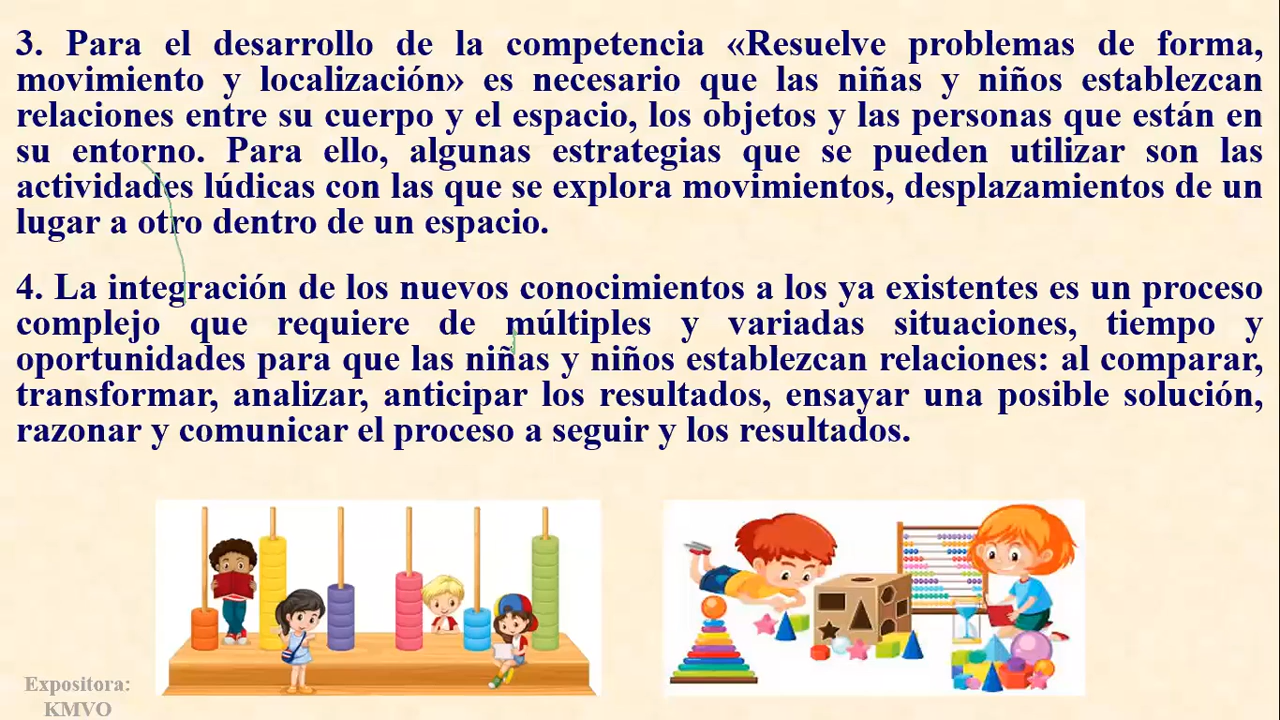 3. Para el desarrollo de la competencia «Resuelve problemas de forma,
movimiento y localización» es necesario que las niñas y niños establezcan
relaciones entre su cuerpo y el espacio, los objetos y las personas que están en
su entorno. Para ello, algunas estrategias que se pueden utilizar son las
actividades lúdicas con las que se explora movimientos, desplazamientos de un
lugar a otro dentro de un espacio.
4. La integración de los nuevos conocimientos a los ya existentes es un proceso
complejo que requiere de múltiples y variadas situaciones, tiempo y
oportunidades para que las niñas y niños establezcan relaciones: al comparar,
transformar, analizar, anticipar los resultados, ensayar una posible solución,
razonar y comunicar el proceso a seguir y los resultados.
Expositora:
KMVO